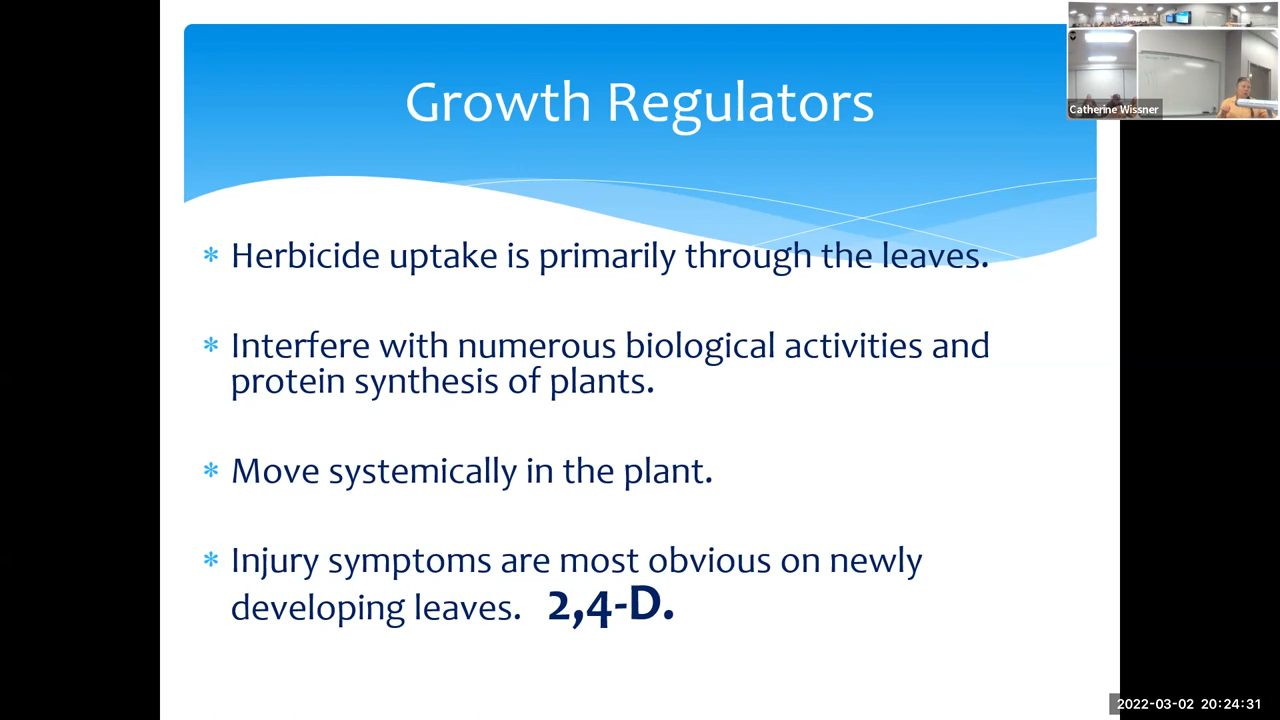 Growth Regulators
Catherine Wissner
* Herbicide uptake is primarily through the leaves.
* Interfere with numerous biological activities and
protein synthesis of plants.
* Move systemically in the plant.
* Injury symptoms are most obvious on newly
developing leaves. 2,4-D.
2022-03-02 20:24:31